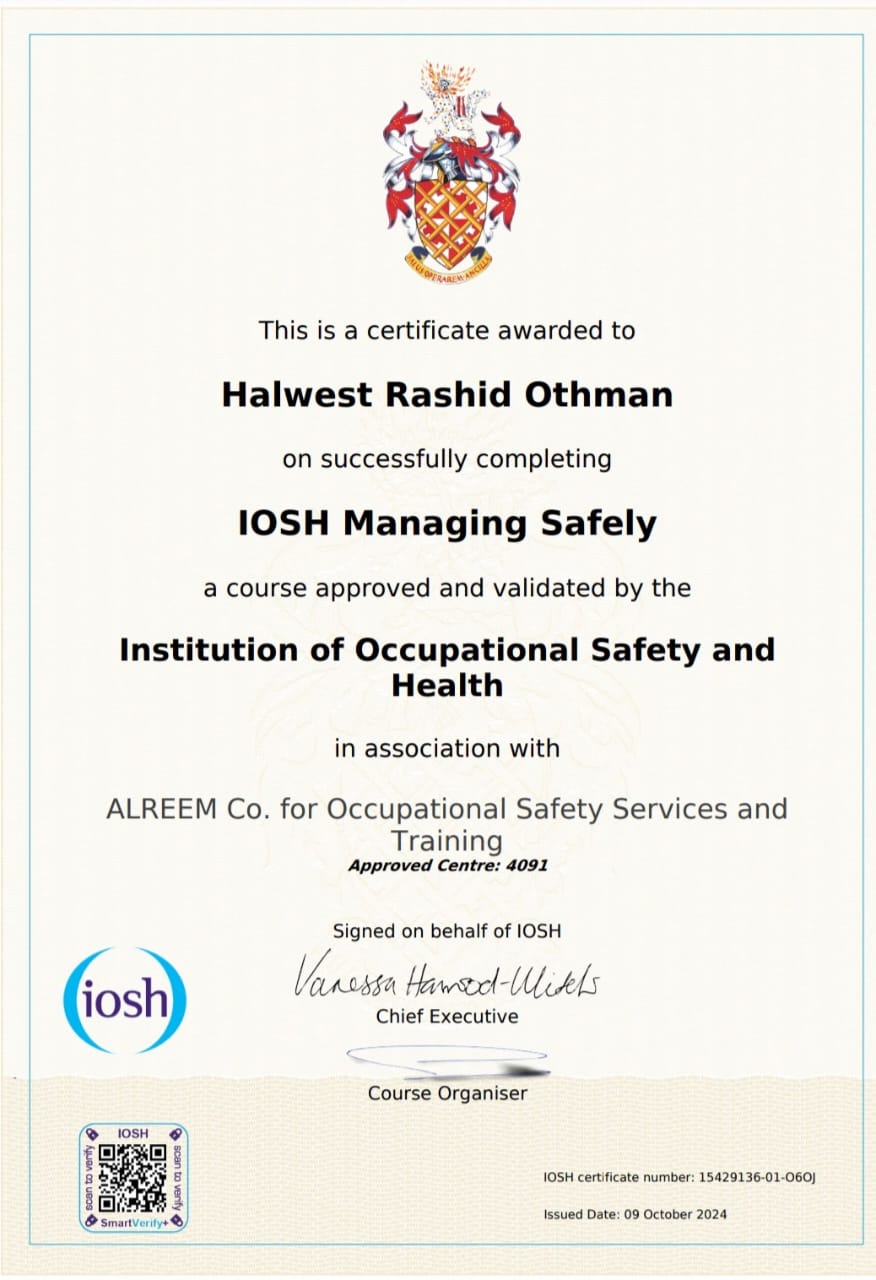 This is a certificate awarded to
Halwest Rashid Othman
on successfully completing
IOSH Managing Safely
a course approved and validated by the
Institution of Occupational Safety and
Health
in association with
ALREEM Co. for Occupational Safety Services and
Training
Approved Centre: 4091
Signed on behalf of IOSH
Vanessa Harwood-Whitcher
Chief Executive
iosh
Course Organiser
IOSH
scan to verify
scan to verify
SmartVerify+
IOSH certificate number: 15429136-01-O6OJ
Issued Date: 09 October 2024